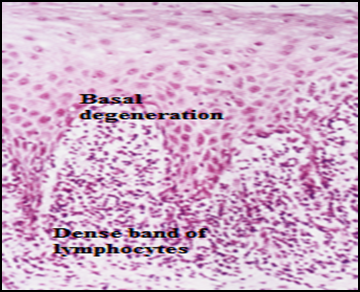 Basal
degeneration
Dense band of
lymphocytes